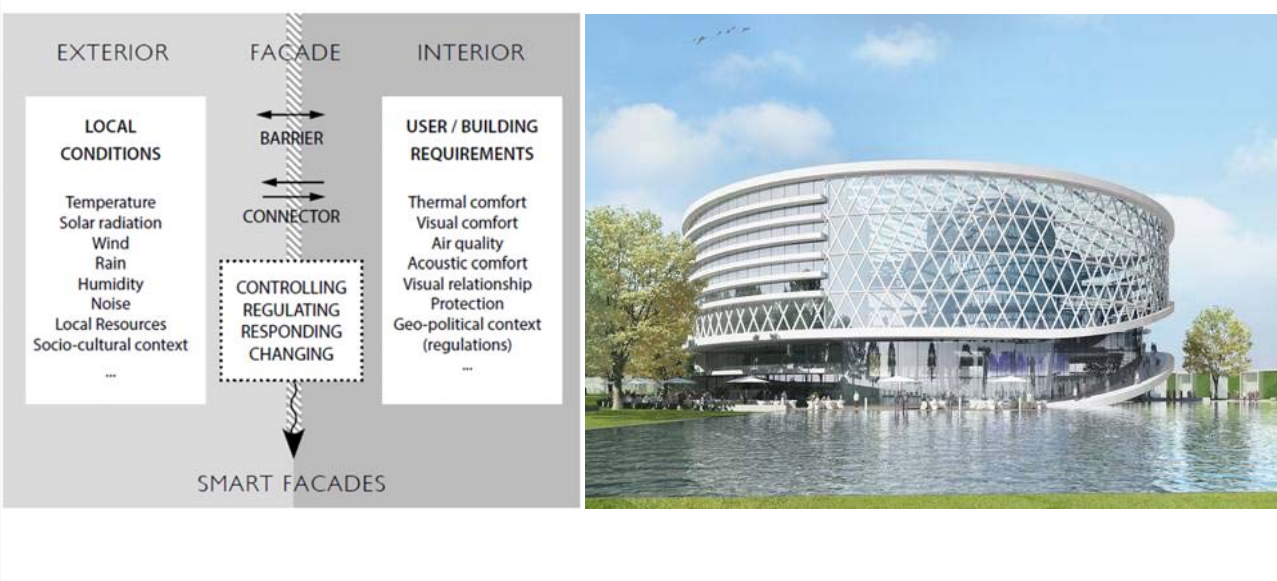 EXTERIOR
FACADE
INTERIOR
LOCAL
CONDITIONS
Temperature
Solar radiation
Wind
Rain
Humidity
Noise
Local Resources
Socio-cultural context
...
BARRIER
CONNECTOR
CONTROLLING
REGULATING
RESPONDING
CHANGING
USER / BUILDING
REQUIREMENTS
Thermal comfort
Visual comfort
Air quality
Acoustic comfort
Visual relationship
Protection
Geo-political context
(regulations)
...
SMART FACADES